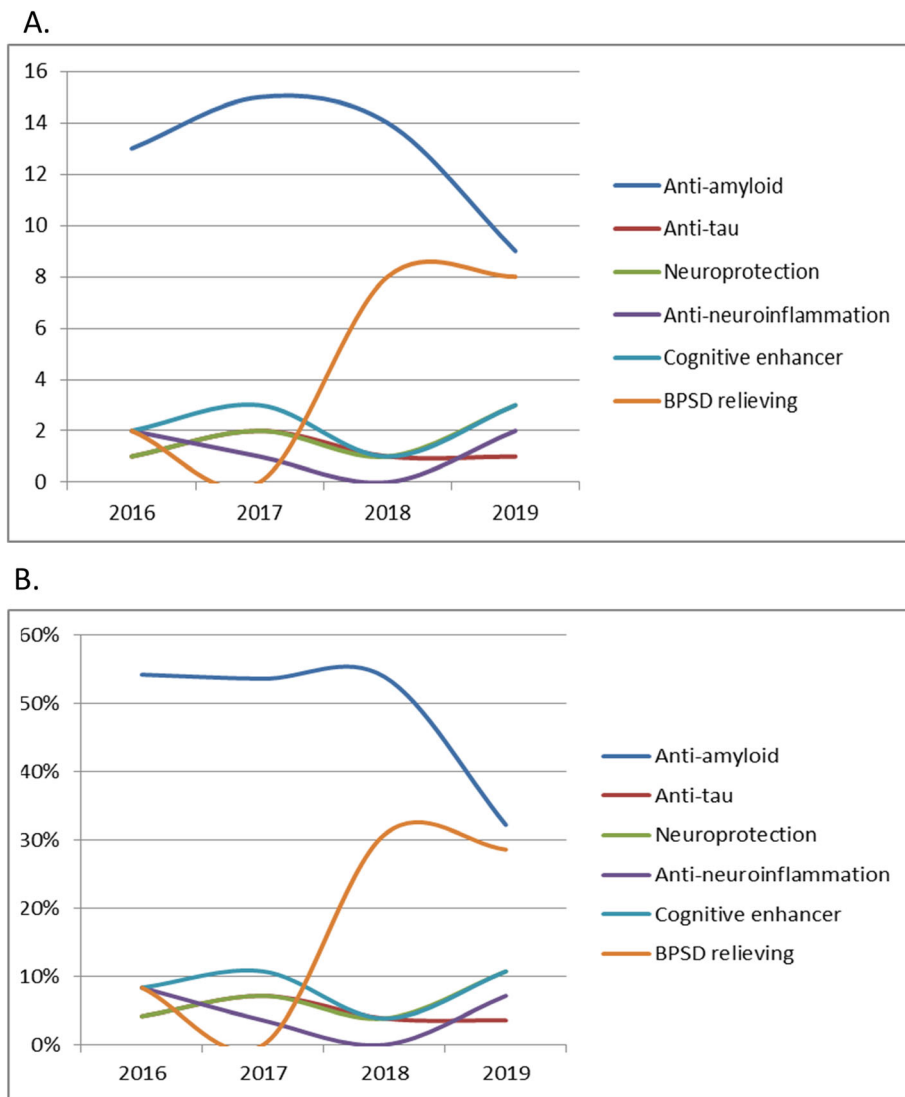 A.
16
14
12
10
8
6
4
2
0
2016 2017 2018 2019
Anti-amyloid
Anti-tau
Neuroprotection
Anti-neuroinflammation
Cognitive enhancer
BPSD relieving
B.
60%
50%
40%
30%
20%
10%
0%
2016 2017 2018 2019
Anti-amyloid
Anti-tau
Neuroprotection
Anti-neuroinflammation
Cognitive enhancer
BPSD relieving